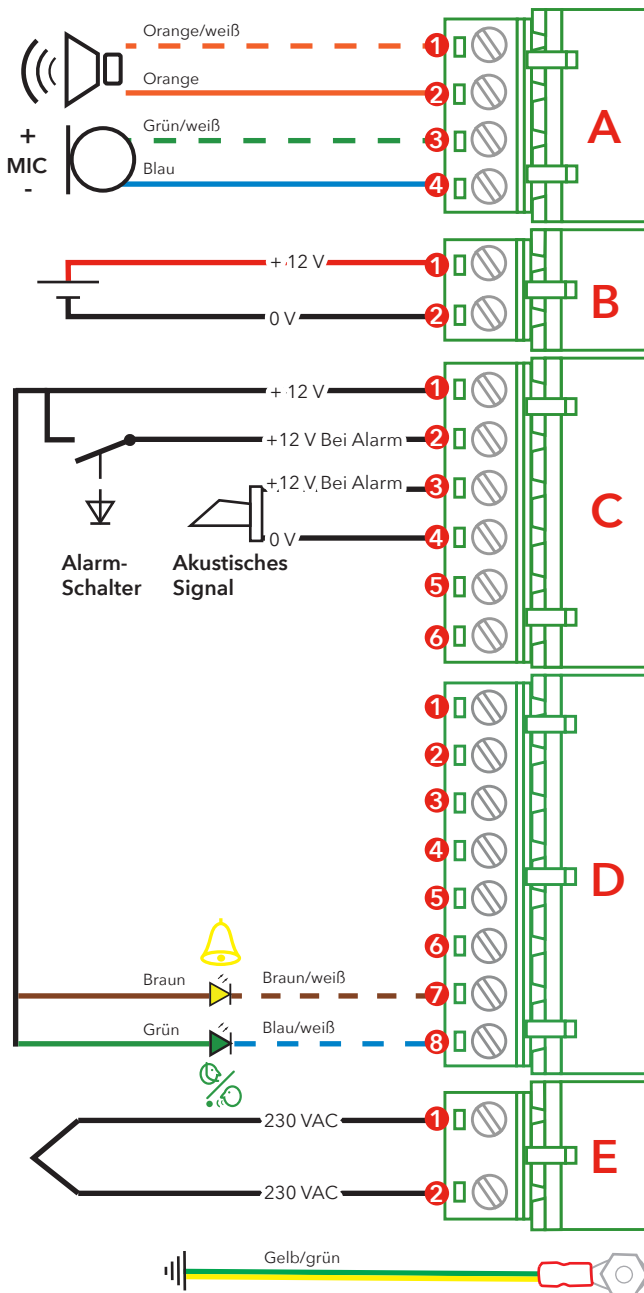 Orange/weiß
1
Orange
2
A
Grün/weiß
3
+
MIC
-
Blau
4
+ 12 V
1
B
0 V
2
+ 12 V
1
+12 V Bei Alarm
2
+12 V Bei Alarm
3
C
0 V
4
Alarm-
Schalter
Akustisches
Signal
5
6
1
2
3
4
D
5
6
Braun
Braun/weiß
7
Grün
Blau/weiß
8
230 VAC
1
E
230 VAC
2
Gelb/grün